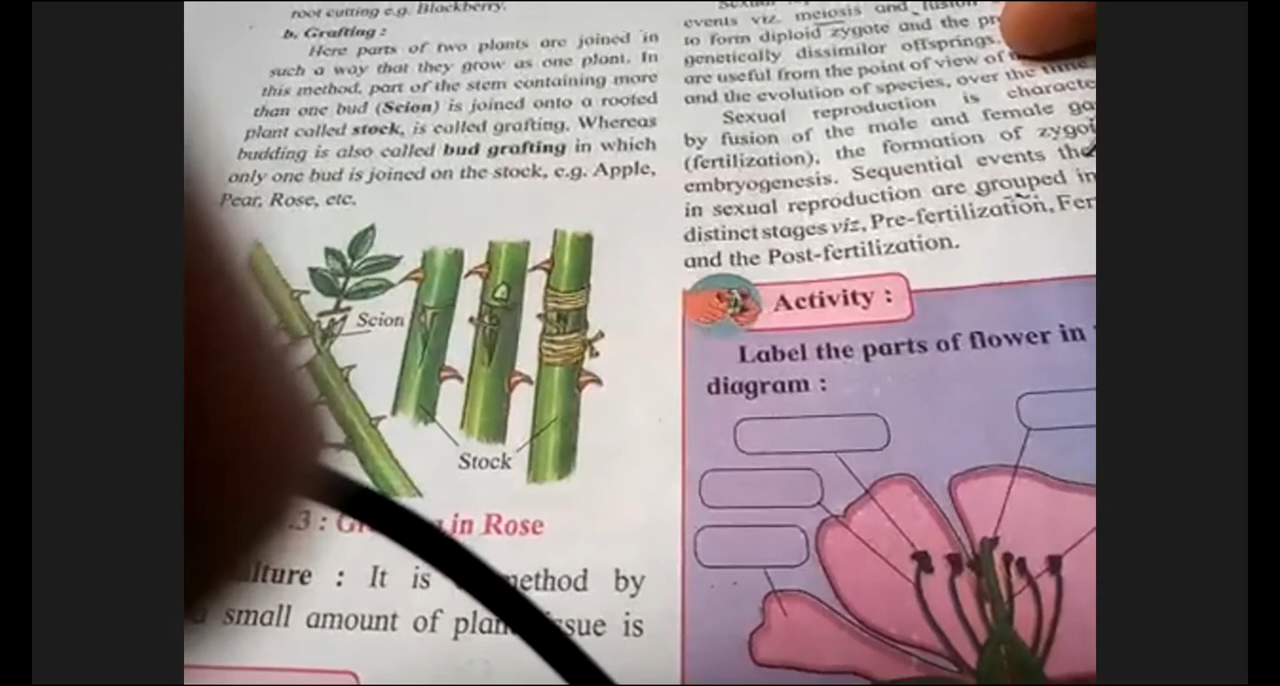 root cutting e.g. Blackberry.
b. Grafting :
Here parts of two plants are joined in
such a way that they grow as one plant. In
this method, part of the stem containing more
than one bud (Scion) is joined onto a rooted
plant called stock, is called grafting. Whereas
budding is also called bud grafting in which
only one bud is joined on the stock, e.g. Apple,
Pear, Rose, etc.
Scion
Stock
.3 : in Rose
: It is method by
small amount of is
events viz. meiosis and fusion
to form diploid zygote and the
genetically dissimilar offsprings.
are useful from the point of view of
and the evolution of species, over the time
Sexual reproduction is
by fusion of the male and female
(fertilization), the formation of
embryogenesis. Sequential events
in sexual reproduction are grouped
distinct stages viz, Pre-fertilization,
and the Post-fertilization.
Activity :
Label the parts of flower in
diagram :